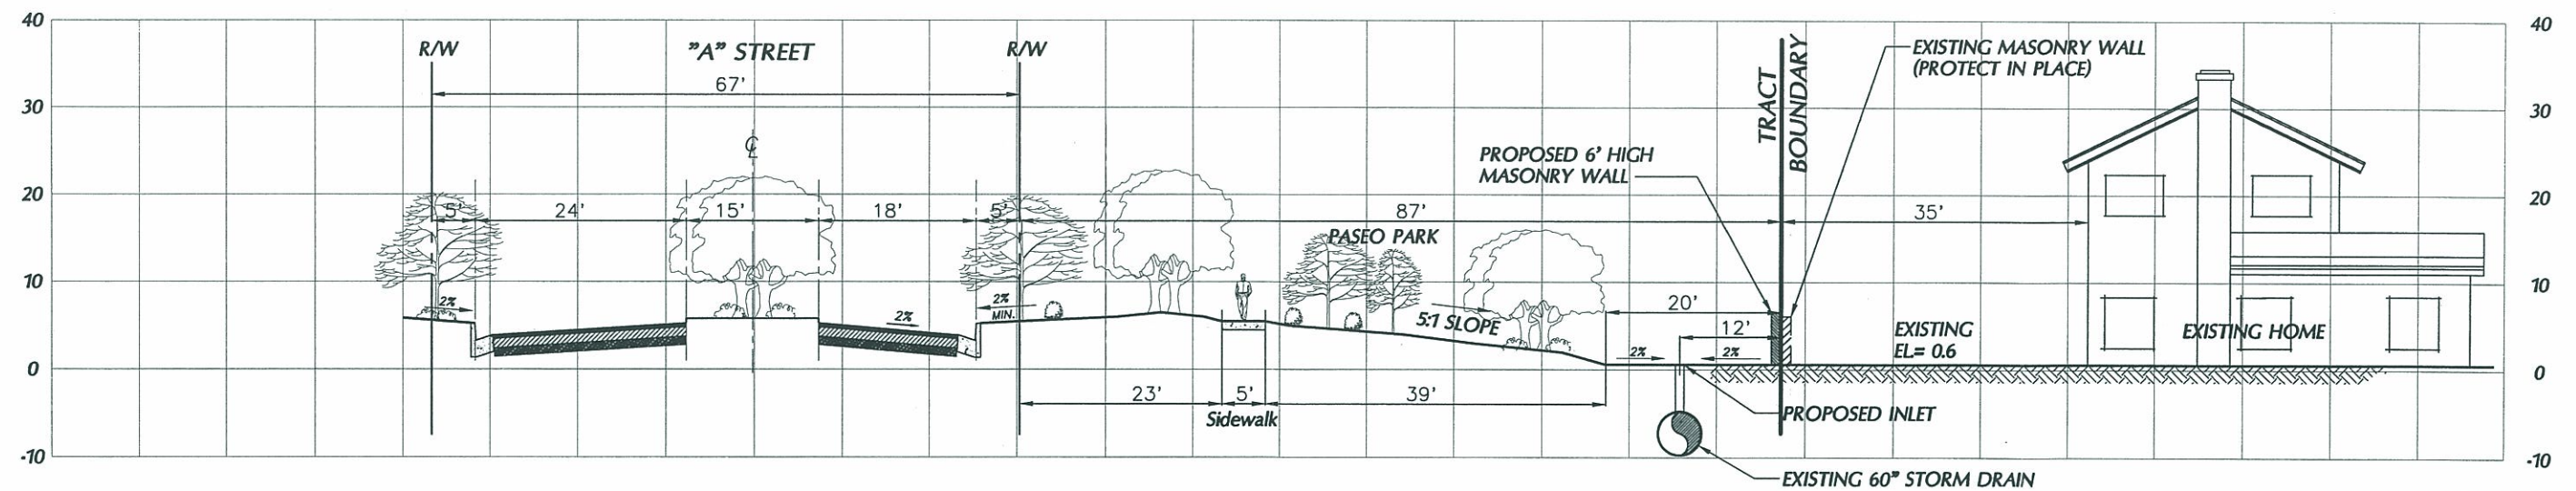 40
30
20
10
0
-10
R/W
"A" STREET
R/W
67'
℄
5'
24'
15'
18'
5'
87'
35'
PASEO PARK
2%
2%
2%
MIN.
5:1 SLOPE
23'
5'
39'
Sidewalk
20'
12'
2%
2%
PROPOSED 6' HIGH
MASONRY WALL
TRACT
BOUNDARY
EXISTING MASONRY WALL
(PROTECT IN PLACE)
EXISTING
EL= 0.6
EXISTING HOME
PROPOSED INLET
EXISTING 60" STORM DRAIN
40
30
20
10
0
-10